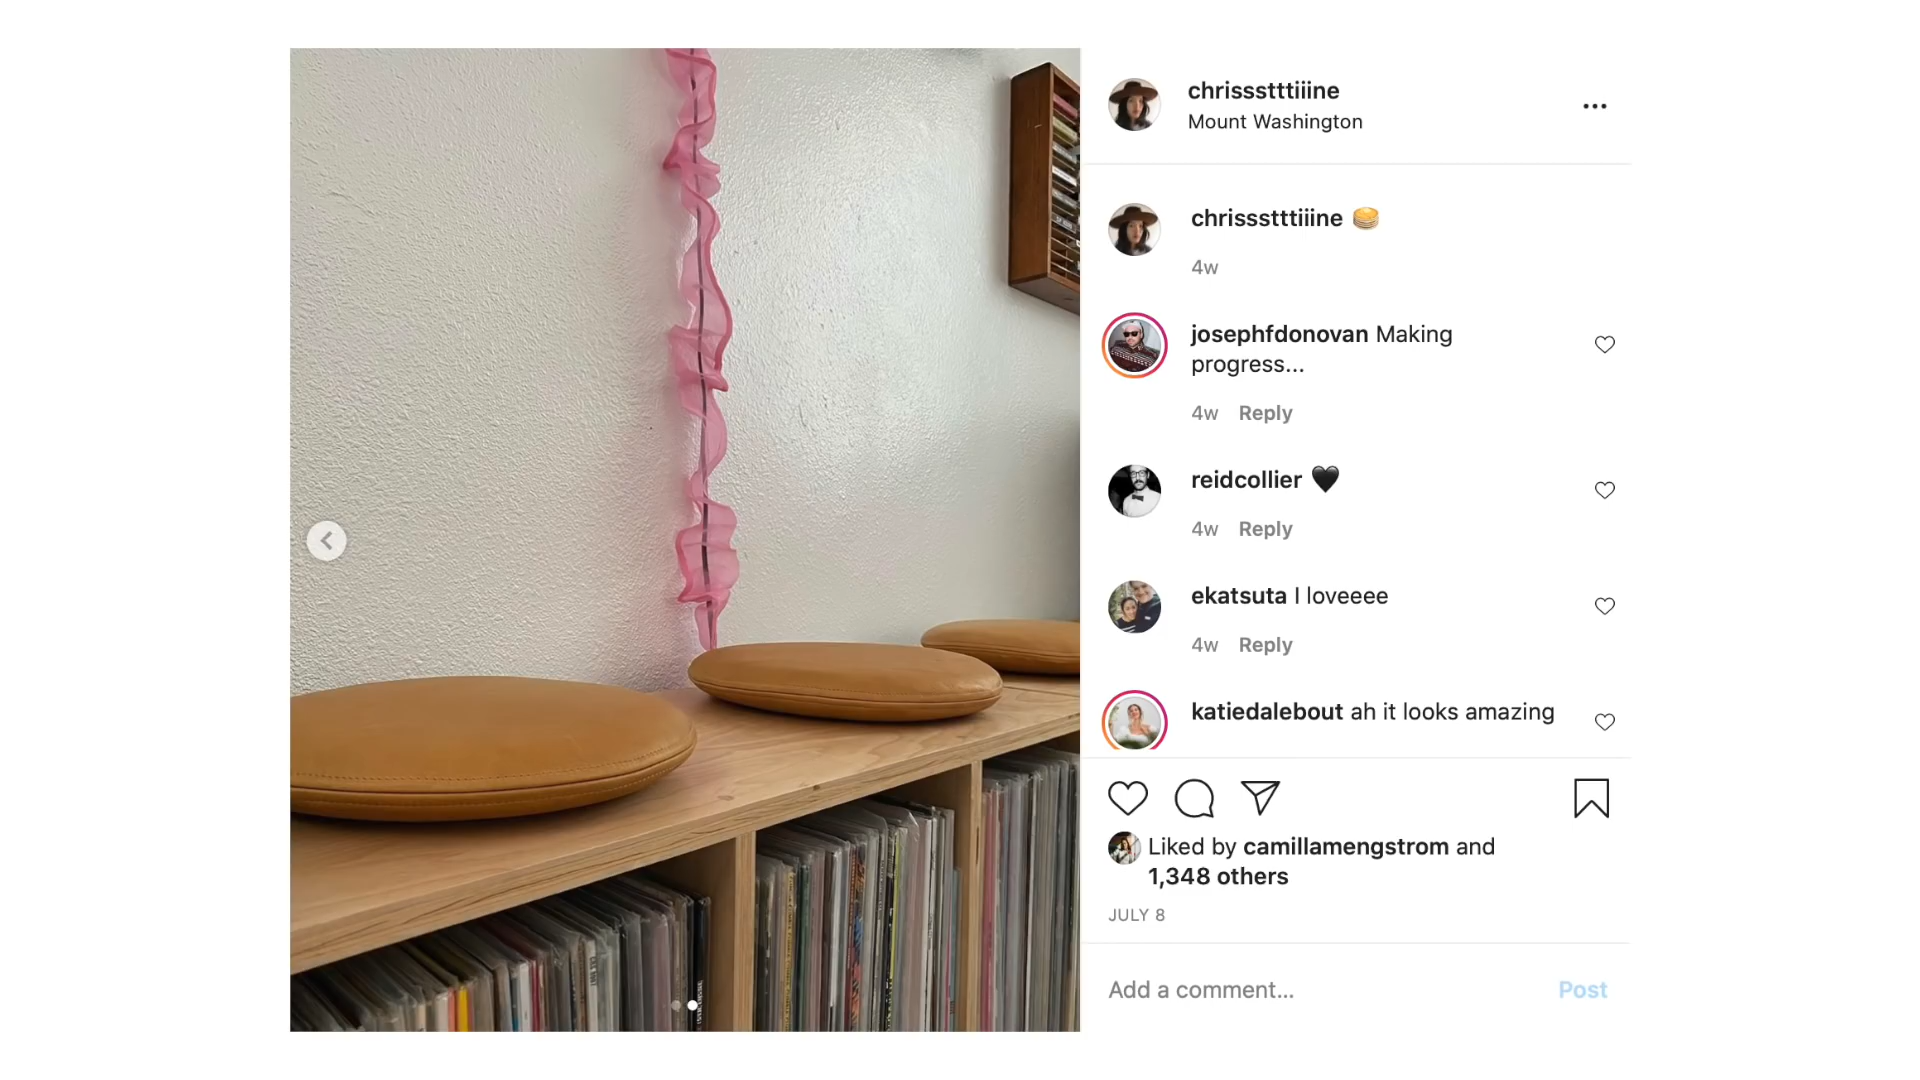 chrissstttiiine
Mount Washington
chrissstttiiine 🥞
4w
josephfdonovan Making
progress...
4w Reply
reidcollier 🖤
4w Reply
ekatsuta I loveeee
4w Reply
katiedalebout ah it looks amazing
Liked by camillamengstrom and
1,348 others
JULY 8
Add a comment... Post